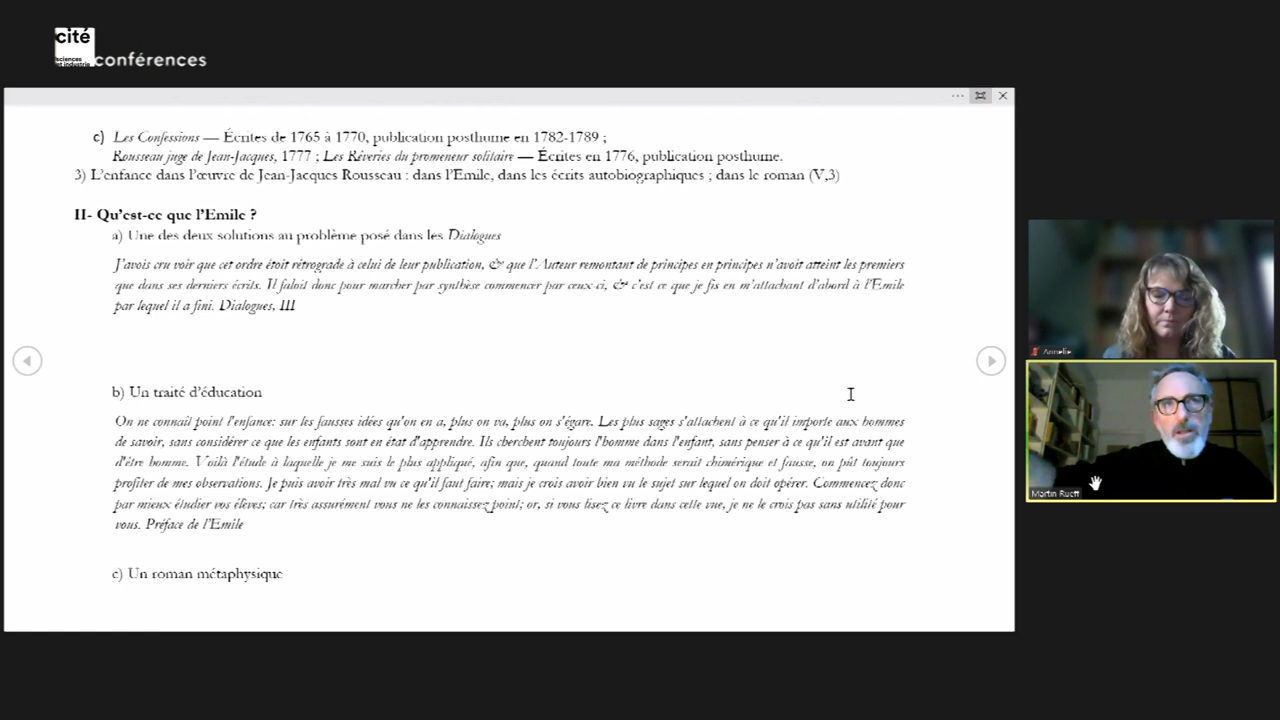 cité
sciences
et industrie
conférences
c) Les Confessions — Écrites de 1765 à 1770, publication posthume en 1782-1789 ;
Rousseau juge de Jean-Jacques, 1777 ; Les Rêveries du promeneur solitaire — Écrites en 1776, publication posthume.
3) L'enfance dans l'œuvre de Jean-Jacques Rousseau : dans l'Emile, dans les écrits autobiographiques ; dans le roman (V,3)
II- Qu'est-ce que l'Emile ?
a) Une des deux solutions au problème posé dans les Dialogues
J'avois cru voir que cet ordre étoit rétrograde à celui de leur publication, & que l'Auteur remontant de principes en principes n'avoit atteint les premiers
que dans ses derniers écrits. Il faloit donc pour marcher par synthèse commencer par ceux-ci, & c'est ce que je fis en m'attachant d'abord à l'Emile
par lequel il a fini. Dialogues, III
b) Un traité d'éducation
On ne connaît point l'enfance: sur les fausses idées qu'on en a, plus on va, plus on s'égare. Les plus sages s'attachent à ce qu'il importe aux hommes
de savoir, sans considérer ce que les enfants sont en état d'apprendre. Ils cherchent toujours l'homme dans l'enfant, sans penser à ce qu'il est avant que
d'être homme. Voilà l'étude à laquelle je me suis le plus appliqué, afin que, quand toute ma méthode serait chimérique et fausse, on pût toujours
profiter de mes observations. Je puis avoir très mal vu ce qu'il faut faire; mais je crois avoir bien vu le sujet sur lequel on doit opérer. Commencez donc
par mieux étudier vos élèves; car très assurément vous ne les connaissez point; or, si vous lisez ce livre dans cette vue, je ne le crois pas sans utilité pour
vous. Préface de l'Emile
c) Un roman métaphysique
Annelie
Martin Rueff